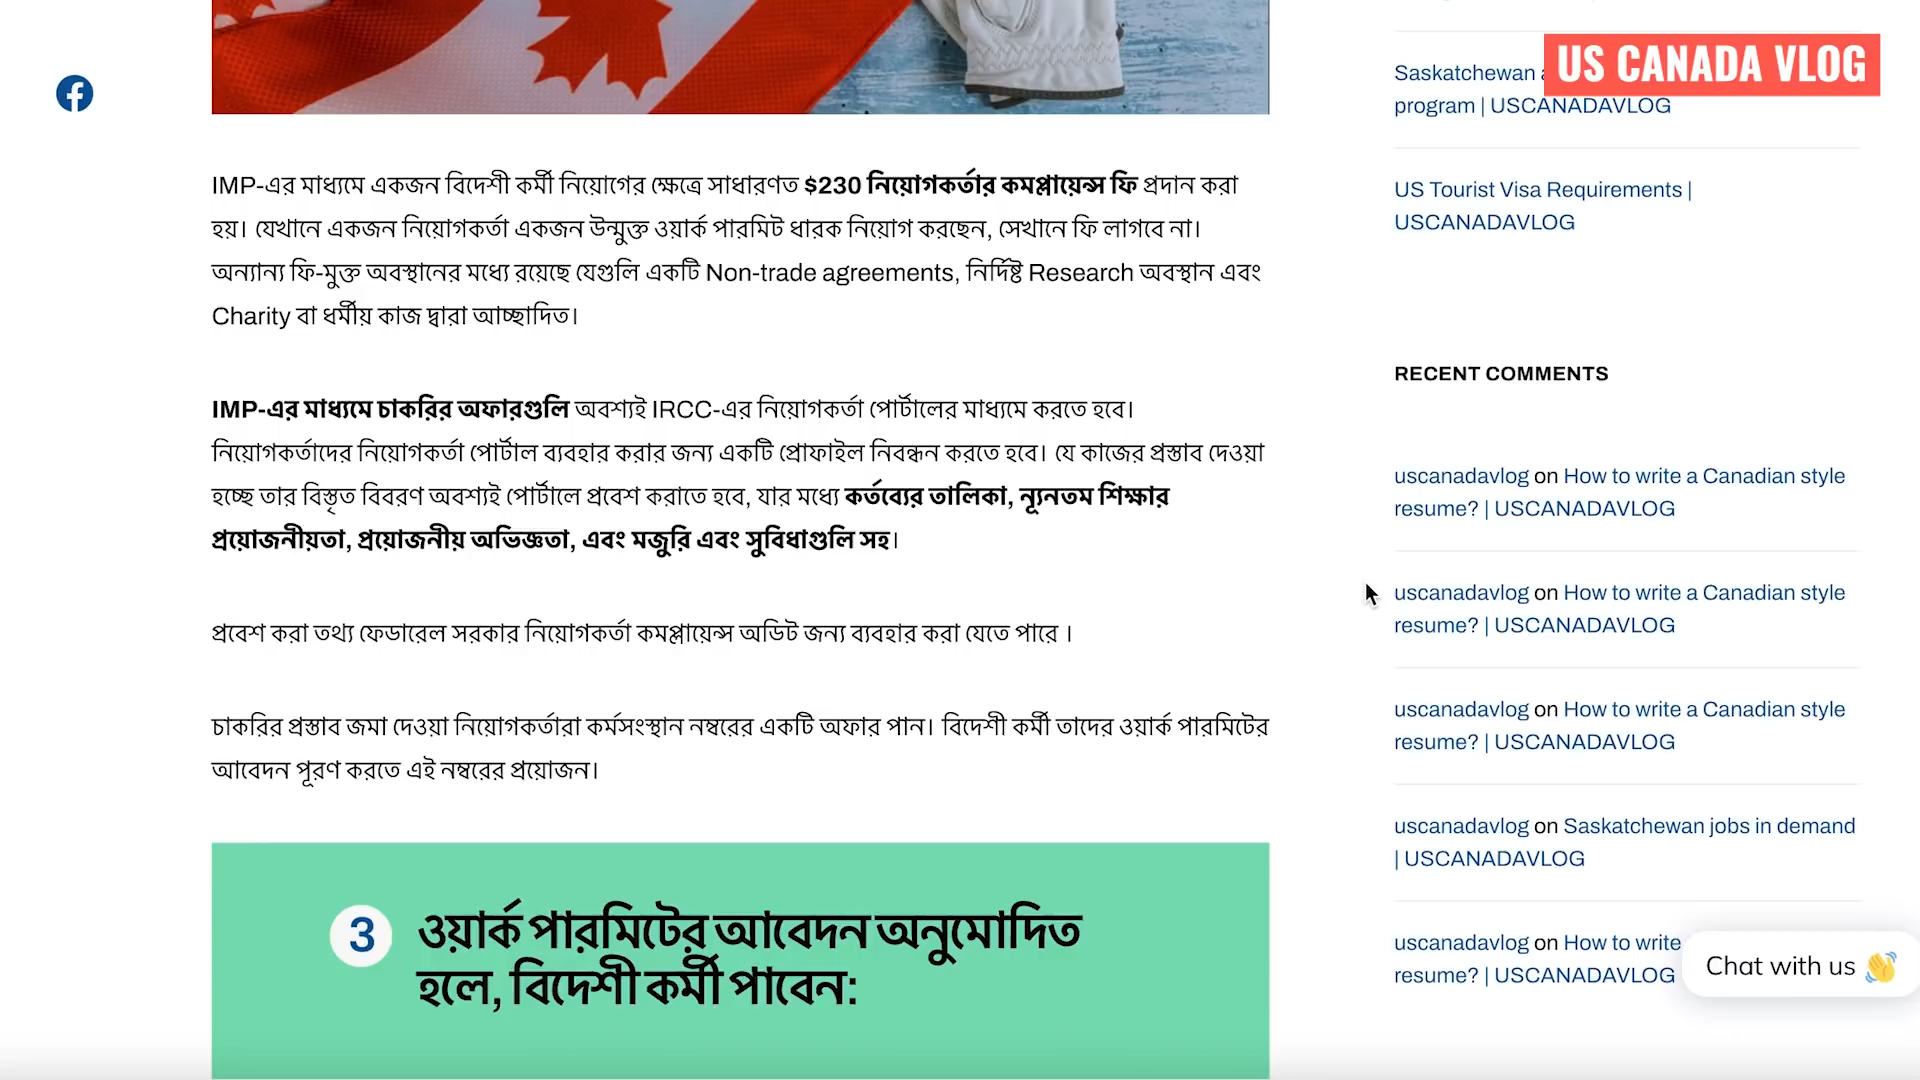 US CANADA VLOG
Saskatchewan
program | USCANADAVLOG
US Tourist Visa Requirements |
USCANADAVLOG
IMP-এর মাধ্যমে একজন বিদেশী কর্মী নিয়োগের ক্ষেত্রে সাধারণত $230 নিয়োগকর্তার কমপ্লায়েন্স ফি প্রদান করা
হয়। যেখানে একজন নিয়োগকর্তা একজন উন্মুক্ত ওয়ার্ক পারমিট ধারক নিয়োগ করছেন, সেখানে ফি লাগবে না।
অন্যান্য ফি-মুক্ত অবস্থানের মধ্যে রয়েছে যেগুলি একটি Non-trade agreements, নির্দিষ্ট Research অবস্থান এবং
Charity বা ধর্মীয় কাজ দ্বারা আচ্ছাদিত।
IMP-এর মাধ্যমে চাকরির অফারগুলি অবশ্যই IRCC-এর নিয়োগকর্তা পোর্টালের মাধ্যমে করতে হবে।
নিয়োগকর্তাদের নিয়োগকর্তা পোর্টাল ব্যবহার করার জন্য একটি প্রোফাইল নিবন্ধন করতে হবে। যে কাজের প্রস্তাব দেওয়া
হচ্ছে তার বিস্তৃত বিবরণ অবশ্যই পোর্টালে প্রবেশ করাতে হবে, যার মধ্যে কর্তব্যের তালিকা, ন্যূনতম শিক্ষার
প্রয়োজনীয়তা, প্রয়োজনীয় অভিজ্ঞতা, এবং মজুরি এবং সুবিধাগুলি সহ।
প্রবেশ করা তথ্য ফেডারেল সরকার নিয়োগকর্তা কমপ্লায়েন্স অডিট জন্য ব্যবহার করা যেতে পারে ।
চাকরির প্রস্তাব জমা দেওয়া নিয়োগকর্তারা কর্মসংস্থান নম্বরের একটি অফার পান। বিদেশী কর্মী তাদের ওয়ার্ক পারমিটের
আবেদন পূরণ করতে এই নম্বরের প্রয়োজন।
3 ওয়ার্ক পারমিটের আবেদন অনুমোদিত
হলে, বিদেশী কর্মী পাবেন:
RECENT COMMENTS
uscanadavlog on How to write a Canadian style
resume? | USCANADAVLOG
uscanadavlog on How to write a Canadian style
resume? | USCANADAVLOG
uscanadavlog on How to write a Canadian style
resume? | USCANADAVLOG
uscanadavlog on Saskatchewan jobs in demand
| USCANADAVLOG
uscanadavlog on How to write
resume? | USCANADAVLOG
Chat with us